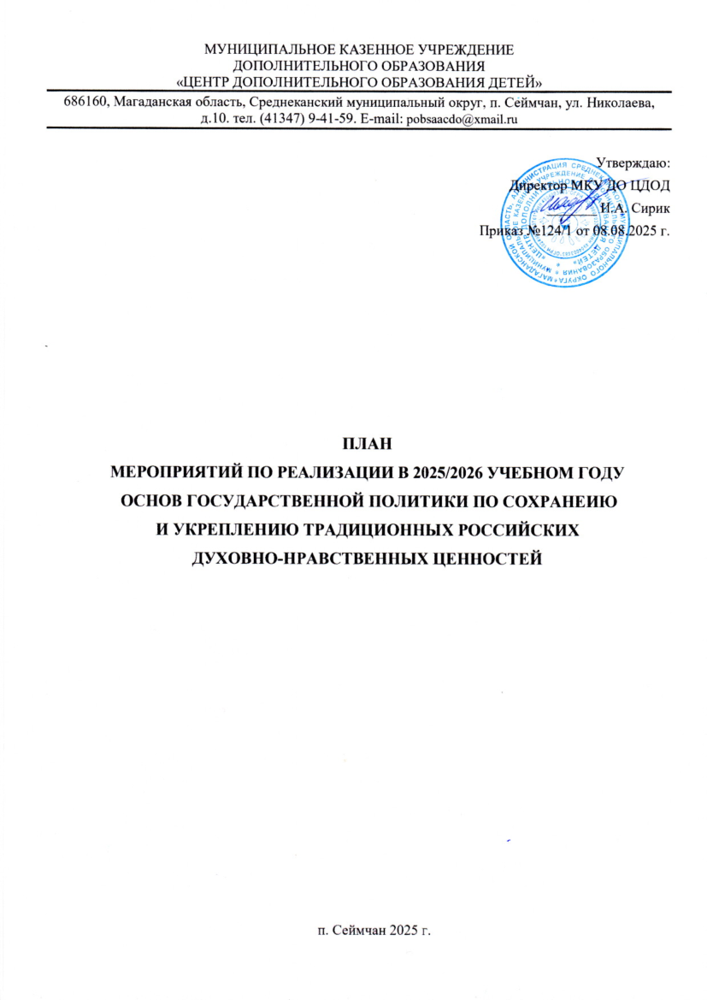 МУНИЦИПАЛЬНОЕ КАЗЕННОЕ УЧРЕЖДЕНИЕ
ДОПОЛНИТЕЛЬНОГО ОБРАЗОВАНИЯ
«ЦЕНТР ДОПОЛНИТЕЛЬНОГО ОБРАЗОВАНИЯ ДЕТЕЙ»
686160, Магаданская область, Среднеканский муниципальный округ, п. Сеймчан, ул. Николаева,
д.10. тел. (41347) 9-41-59. E-mail: pobsaacdo@xmail.ru
Утверждаю:
Директор МКУ ДО ЦДОД
_______ И.А. Сирик
Приказ №124/1 от 08.08.2025 г.
ПЛАН
МЕРОПРИЯТИЙ ПО РЕАЛИЗАЦИИ В 2025/2026 УЧЕБНОМ ГОДУ
ОСНОВ ГОСУДАРСТВЕННОЙ ПОЛИТИКИ ПО СОХРАНЕИЮ
И УКРЕПЛЕНИЮ ТРАДИЦИОННЫХ РОССИЙСКИХ
ДУХОВНО-НРАВСТВЕННЫХ ЦЕННОСТЕЙ
п. Сеймчан 2025 г.